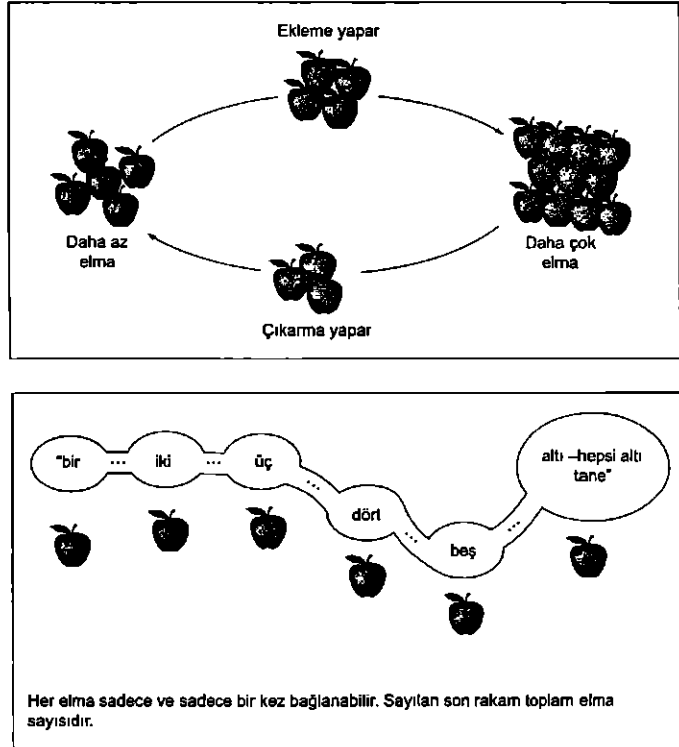 Ekleme yapar
Daha az
elma
Daha çok
elma
Çıkarma yapar
"bir
...
iki
...
üç
...
dört
...
beş
...
altı –hepsi altı
tane"
Her elma sadece ve sadece bir kez bağlanabilir. Sayılan son rakam toplam elma
sayısıdır.